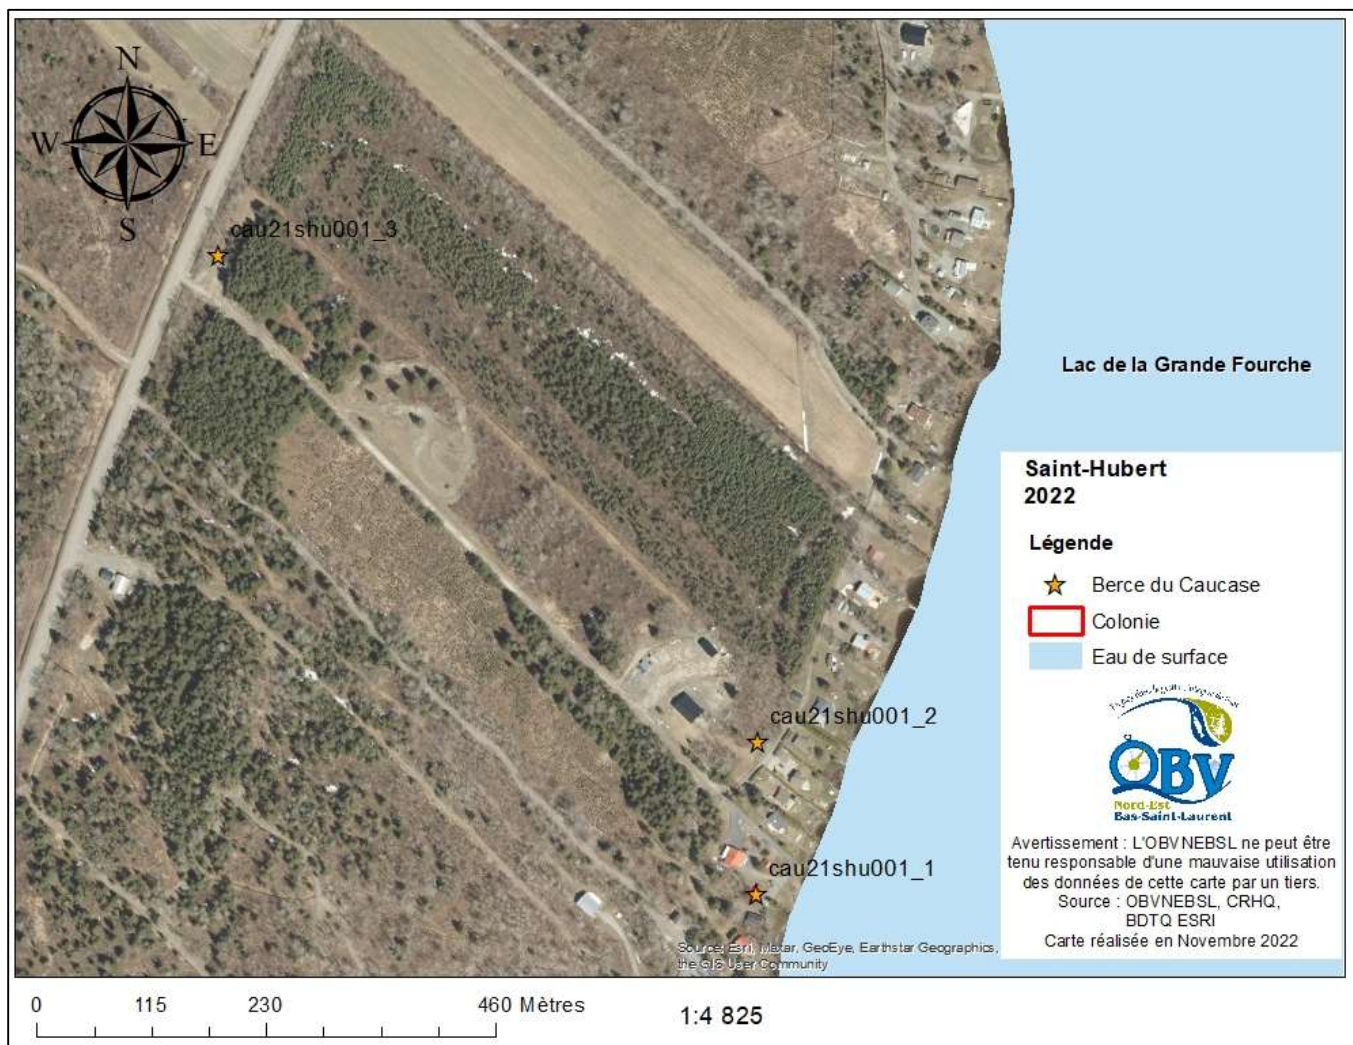 N
W E
S
cau21shu001_3
Lac de la Grande Fourche
cau21shu001_2
cau21shu001_1
Saint-Hubert
2022
Légende
Berce du Caucase
Colonie
Eau de surface
OBV
Nord-Est
Bas-Saint-Laurent
Avertissement : L'OBVNEBSL ne peut être
tenu responsable d'une mauvaise utilisation
des données de cette carte par un tiers.
Source : OBVNEBSL, CRHQ,
BDTQ ESRI
Carte réalisée en Novembre 2022
Source: Esri, Maxar, GeoEye, Earthstar Geographics,
the GIS User Community
0 115 230 460 Mètres
1:4 825